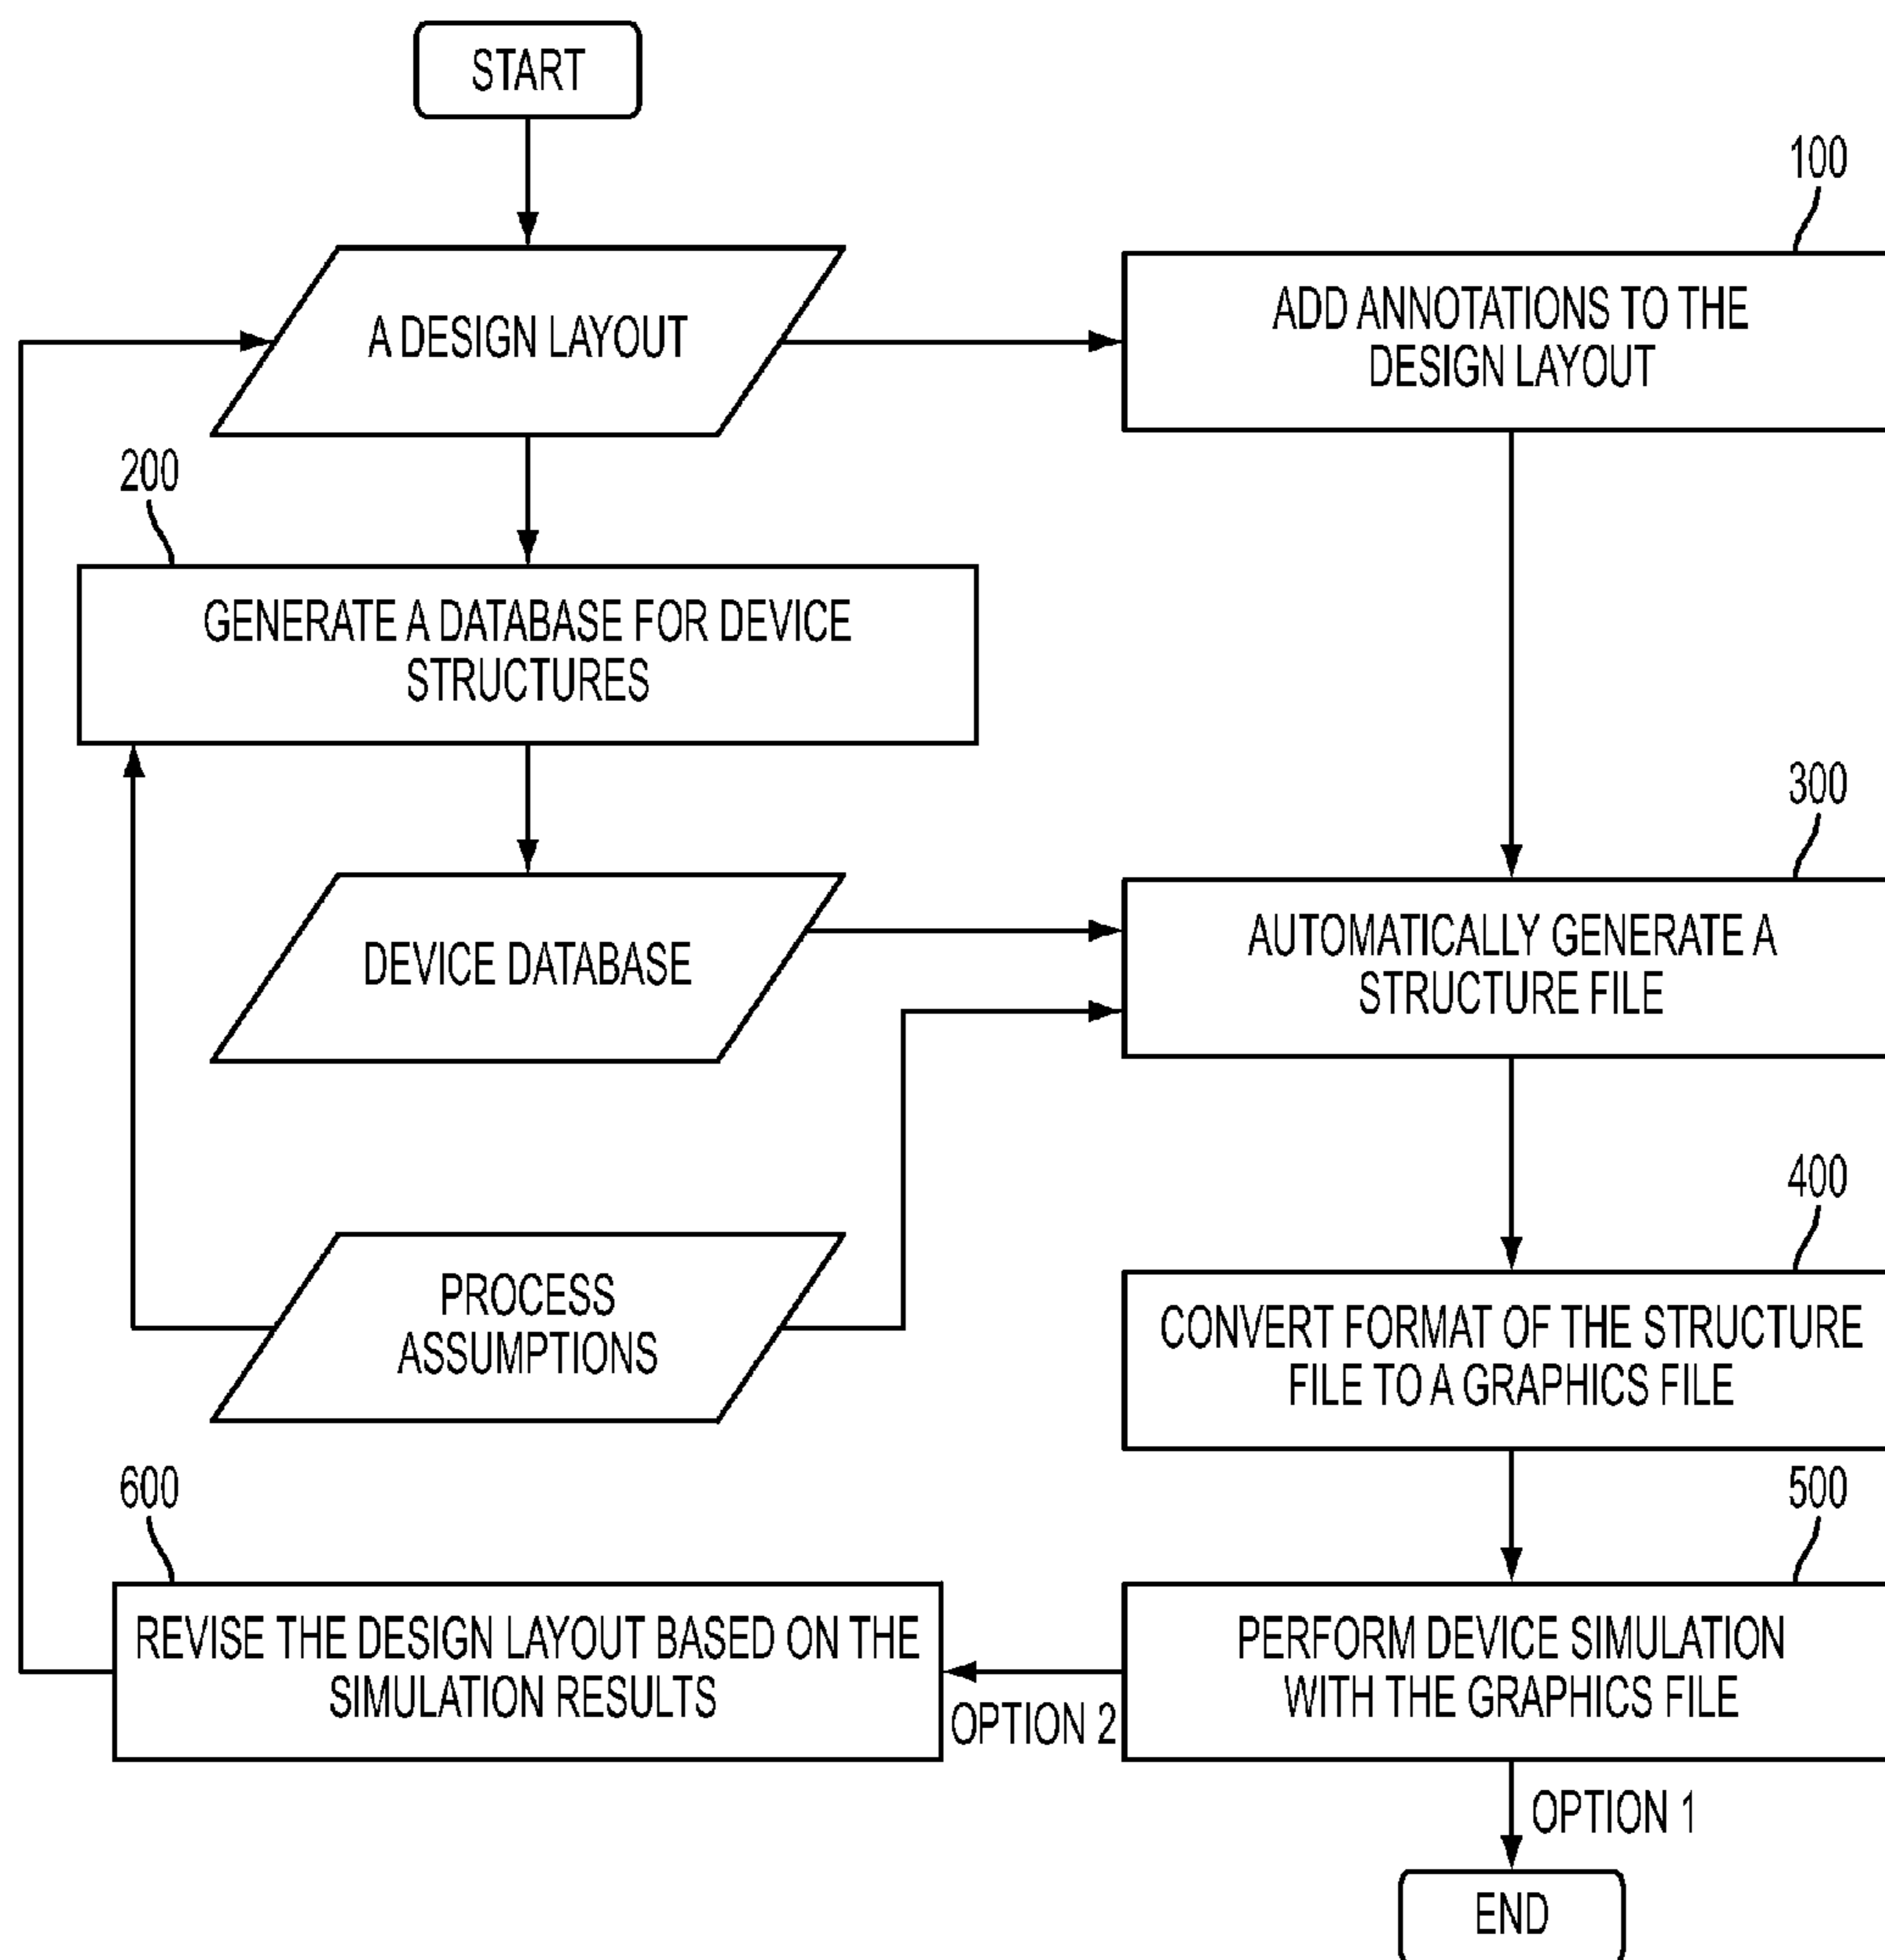 START
100
A DESIGN LAYOUT
ADD ANNOTATIONS TO THE
DESIGN LAYOUT
200
GENERATE A DATABASE FOR DEVICE
STRUCTURES
300
DEVICE DATABASE
AUTOMATICALLY GENERATE A
STRUCTURE FILE
400
PROCESS
ASSUMPTIONS
CONVERT FORMAT OF THE STRUCTURE
FILE TO A GRAPHICS FILE
600
500
REVISE THE DESIGN LAYOUT BASED ON THE
SIMULATION RESULTS
OPTION 2
PERFORM DEVICE SIMULATION
WITH THE GRAPHICS FILE
OPTION 1
END